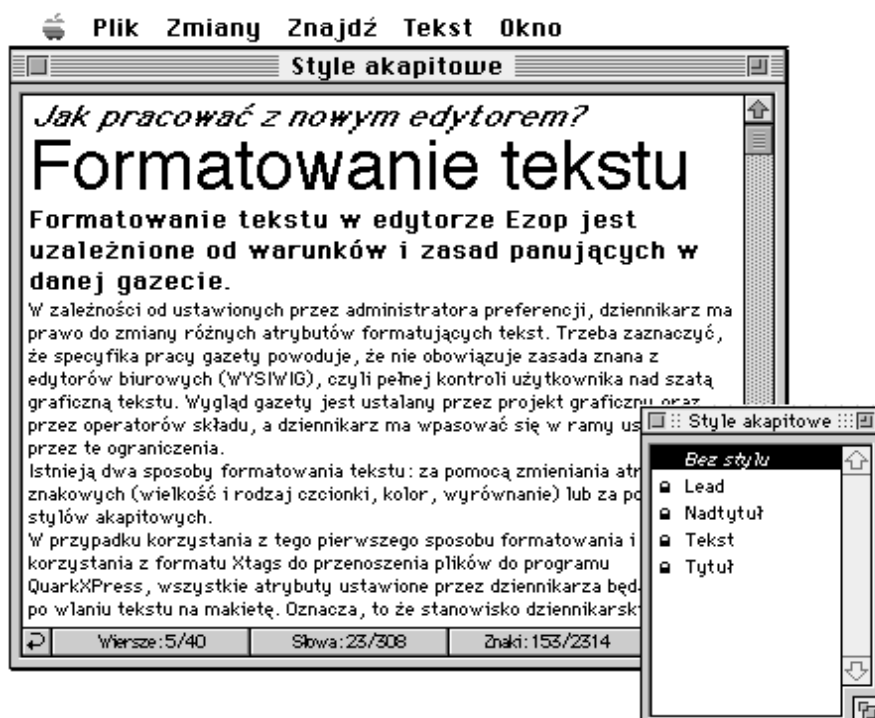 Plik Zmiany Znajdź Tekst Okno
Style akapitowe
Jak pracować z nowym edytorem?
Formatowanie tekstu
Formatowanie tekstu w edytorze Ezop jest
uzależnione od warunków i zasad panujących w
danej gazecie.
W zależności od ustawionych przez administratora preferencji, dziennikarz ma
prawo do zmiany różnych atrybutów formatujących tekst. Trzeba zaznaczyć,
że specyfika pracy gazety powoduje, że nie obowiązuje zasada znana z
edytorów biurowych (WYSIWIG), czyli pełnej kontroli użytkownika nad szatą
graficzną tekstu. Wygląd gazety jest ustalany przez projekt graficzny oraz
przez operatorów składu, a dziennikarz ma wpasować się w ramy
przez te ograniczenia.
Istnieją dwa sposoby formatowania tekstu: za pomocą zmieniania
znakowych (wielkość i rodzaj czcionki, kolor, wyrównanie) lub za
stylów akapitowych.
W przypadku korzystania z tego pierwszego sposobu formatowania i
korzystania z formatu Xtags do przenoszenia plików do programu
QuarkXPress, wszystkie atrybuty ustawione przez dziennikarza
po wlaniu tekstu na makietę. Oznacza, to że stanowisko
Wiersze:5/40 Słowa:23/308 Znaki:153/2314
Style akapitowe
Bez stylu
Lead
Nadtytuł
Tekst
Tytuł